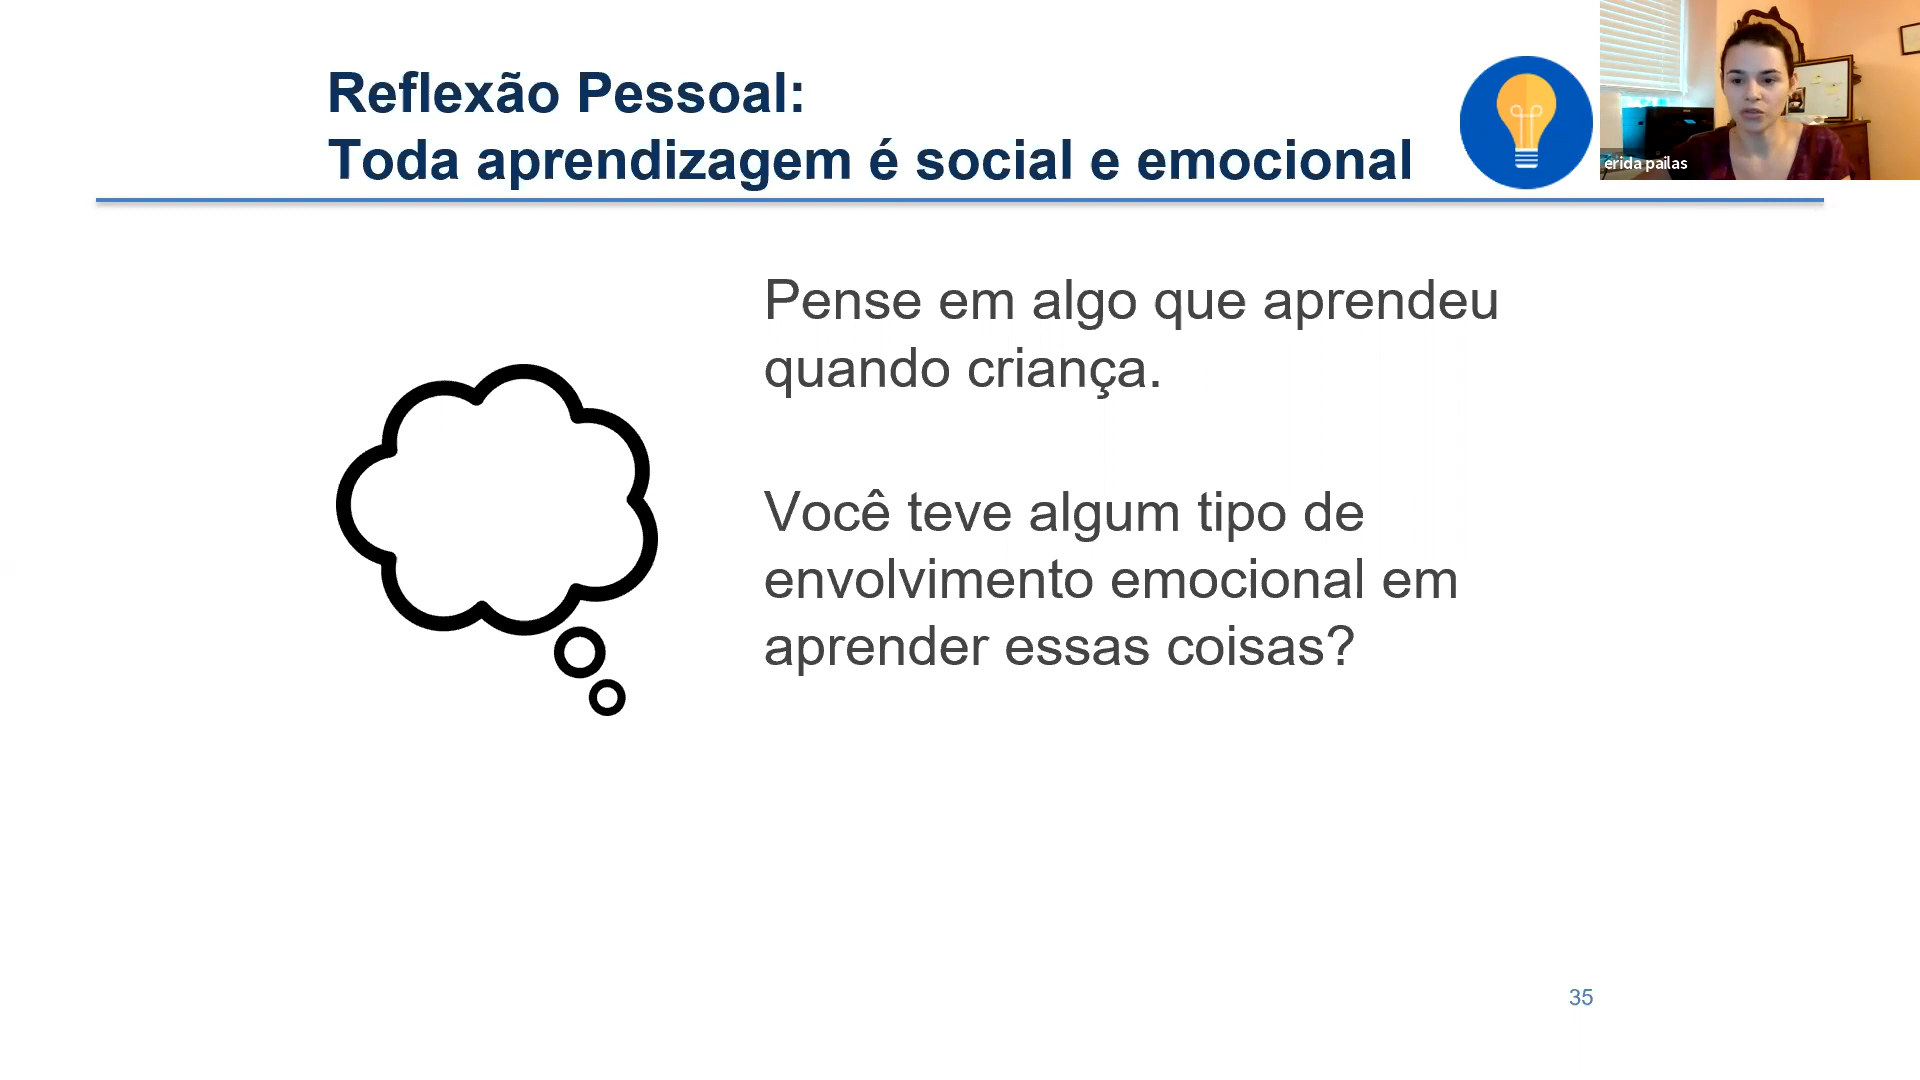 Reflexão Pessoal:
Toda aprendizagem é social e emocional
erida pailas
Pense em algo que aprendeu
quando criança.
Você teve algum tipo de
envolvimento emocional em
aprender essas coisas?
35